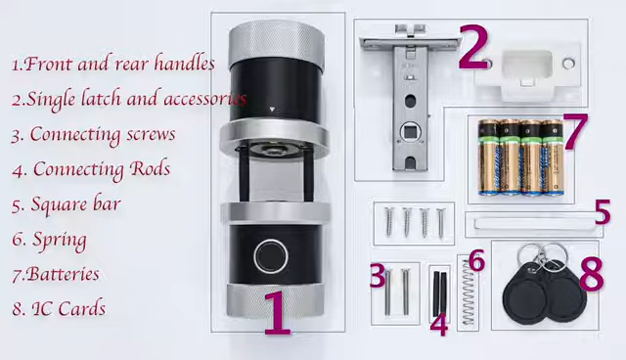 1.Front and rear handles
2.Single latch and accessories
3. Connecting screws
4. Connecting Rods
5. Square bar
6. Spring
7.Batteries
8. IC Cards
1
2
7
5
3
4
6
8